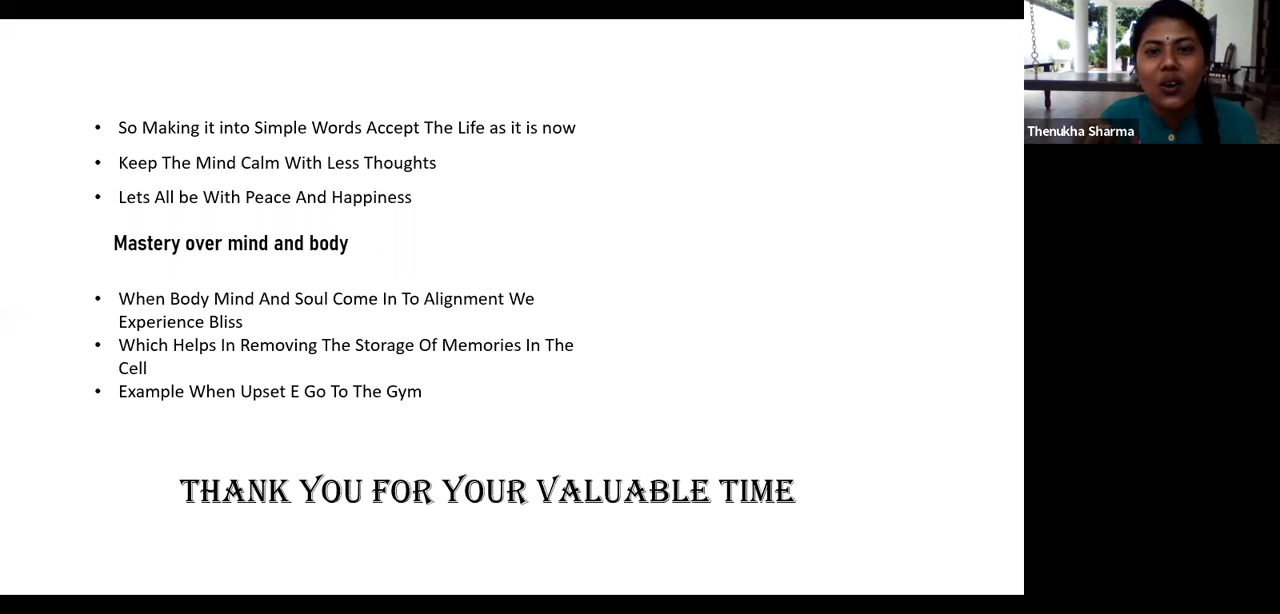 • So Making it into Simple Words Accept The Life as it is now
• Keep The Mind Calm With Less Thoughts
• Lets All be With Peace And Happiness
Mastery over mind and body
• When Body Mind And Soul Come In To Alignment We
Experience Bliss
• Which Helps In Removing The Storage Of Memories In The
Cell
• Example When Upset E Go To The Gym
THANK YOU FOR YOUR VALUABLE TIME
Thenukha Sharma